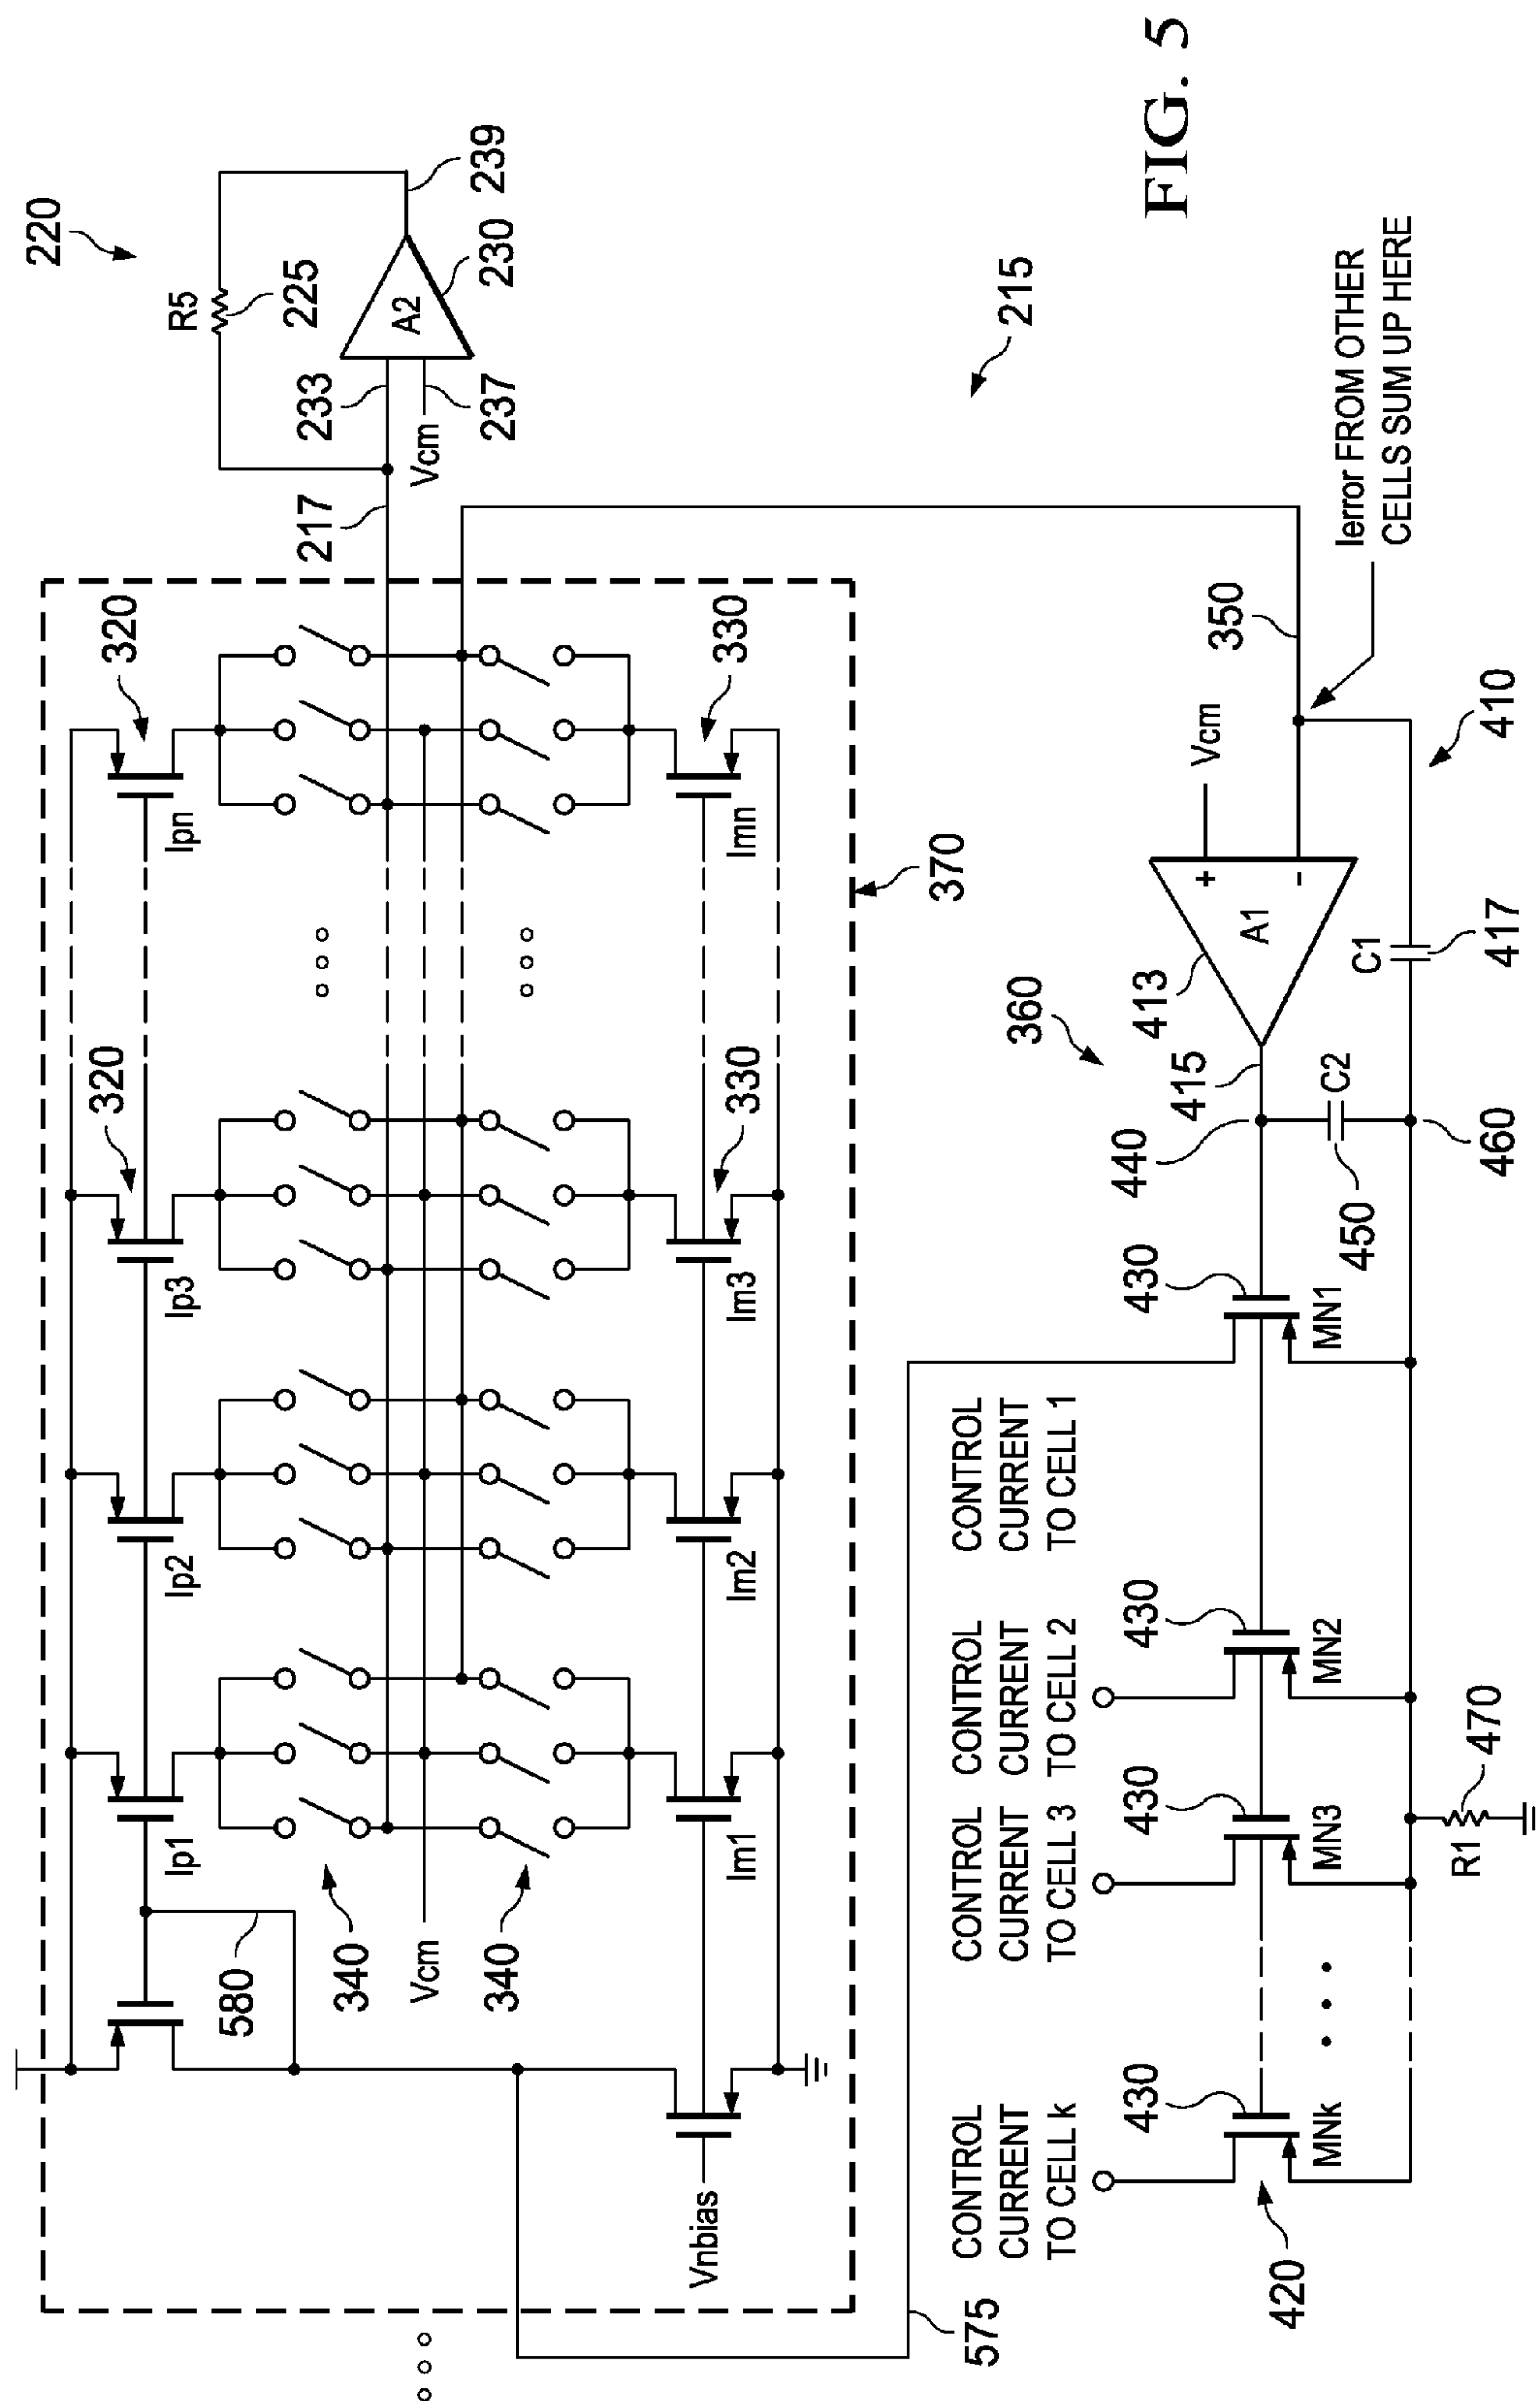 220
R5
225
239
A2
230
233
237
Vcm
217
FIG. 5
215
320
Ipn
330
Imn
370
Ierror FROM OTHER
CELLS SUM UP HERE
350
410
Vcm
+
-
A1
413
C1
417
360
415
440
C2
450
460
320
Ip3
330
Im3
430
MN1
Ip2
Im2
CONTROL
CURRENT
TO CELL 1
Ip1
Im1
CONTROL
CURRENT
TO CELL 2
430
MN2
CONTROL
CURRENT
TO CELL 3
430
MN3
470
R1
580
340
Vcm
340
Vnbias
CONTROL
CURRENT
TO CELL k
430
MNk
420
575